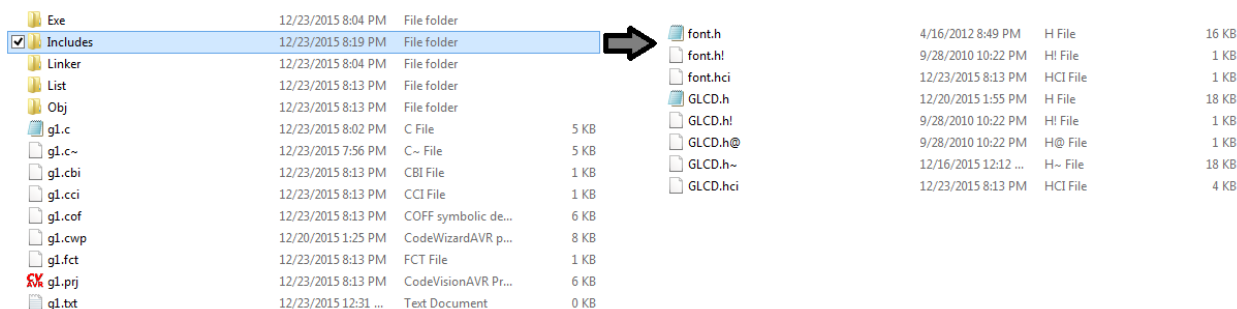 Exe 12/23/2015 8:04 PM File folder
Includes 12/23/2015 8:19 PM File folder
Linker 12/23/2015 8:04 PM File folder
List 12/23/2015 8:13 PM File folder
Obj 12/23/2015 8:13 PM File folder
g1.c 12/23/2015 8:02 PM C File 5 KB
g1.c~ 12/23/2015 7:56 PM C~ File 5 KB
g1.cbi 12/23/2015 8:13 PM CBI File 1 KB
g1.cci 12/23/2015 8:13 PM CCI File 1 KB
g1.cof 12/23/2015 8:13 PM COFF symbolic de... 6 KB
g1.cwp 12/20/2015 1:25 PM CodeWizardAVR p... 8 KB
g1.fct 12/23/2015 8:13 PM FCT File 1 KB
g1.prj 12/23/2015 8:13 PM CodeVisionAVR Pr... 6 KB
g1.txt 12/23/2015 12:31 ... Text Document 0 KB
font.h 4/16/2012 8:49 PM H File 16 KB
font.h! 9/28/2010 10:22 PM H! File 1 KB
font.hci 12/23/2015 8:13 PM HCI File 1 KB
GLCD.h 12/20/2015 1:55 PM H File 18 KB
GLCD.h! 9/28/2010 10:22 PM H! File 1 KB
GLCD.h@ 9/28/2010 10:22 PM H@ File 1 KB
GLCD.h~ 12/16/2015 12:12 ... H~ File 18 KB
GLCD.hci 12/23/2015 8:13 PM HCI File 4 KB